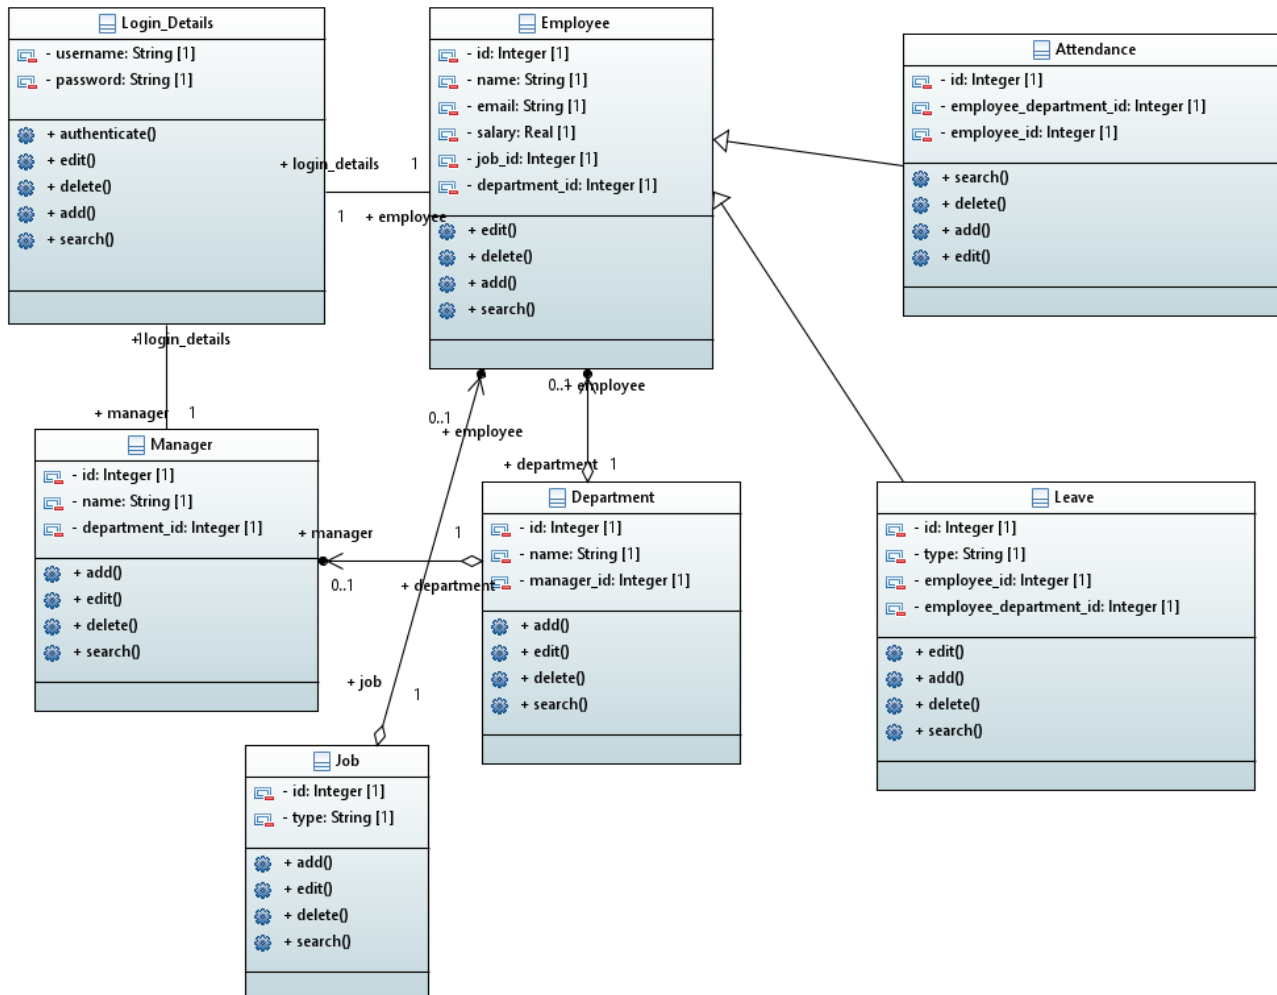 Login_Details
- username: String [1]
- password: String [1]
+ authenticate()
+ edit()
+ delete()
+ add()
+ search()
Employee
- id: Integer [1]
- name: String [1]
- email: String [1]
- salary: Real [1]
- job_id: Integer [1]
- department_id: Integer [1]
+ edit()
+ delete()
+ add()
+ search()
Attendance
- id: Integer [1]
- employee_department_id: Integer [1]
- employee_id: Integer [1]
+ search()
+ delete()
+ add()
+ edit()
+ login_details
1
1
+ employee
+ login_details
1
+ manager
1
0..1
+ employee
0..1
+ employee
+ department
1
Manager
- id: Integer [1]
- name: String [1]
- department_id: Integer [1]
+ add()
+ edit()
+ delete()
+ search()
+ manager
1
0..1
+ department
Department
- id: Integer [1]
- name: String [1]
- manager_id: Integer [1]
+ add()
+ edit()
+ delete()
+ search()
Leave
- id: Integer [1]
- type: String [1]
- employee_id: Integer [1]
- employee_department_id: Integer [1]
+ edit()
+ add()
+ delete()
+ search()
+ job
1
Job
- id: Integer [1]
- type: String [1]
+ add()
+ edit()
+ delete()
+ search()